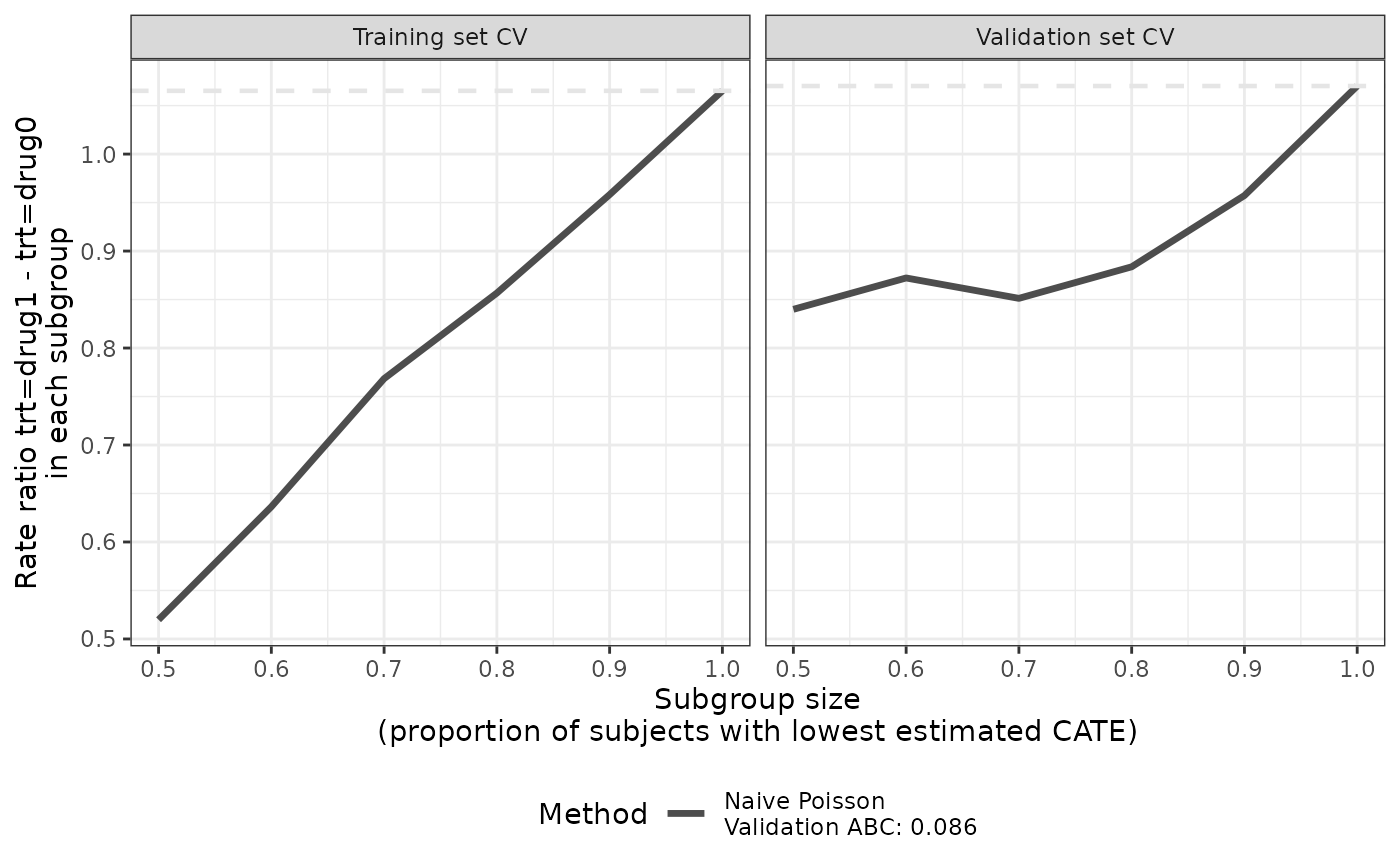 Training set CV
Validation set CV
Rate ratio trt=drug1 - trt=drug0
in each subgroup
1.0
0.9
0.8
0.7
0.6
0.5
0.5 0.6 0.7 0.8 0.9 1.0
0.5 0.6 0.7 0.8 0.9 1.0
Subgroup size
(proportion of subjects with lowest estimated CATE)
Method
Naive Poisson
Validation ABC: 0.086